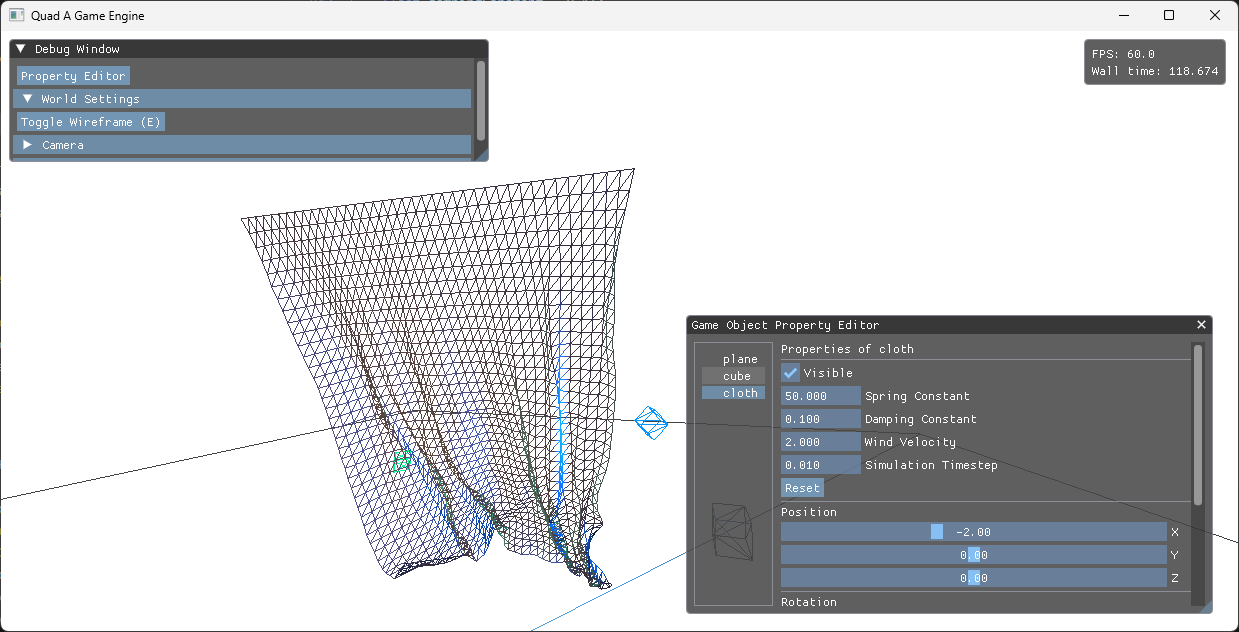 Quad A Game Engine
Debug Window
Property Editor
World Settings
Toggle Wireframe (E)
Camera
FPS: 60.0
Wall time: 118.674
Game Object Property Editor
plane
cube
cloth
Properties of cloth
Visible
50.000 Spring Constant
0.100 Damping Constant
2.000 Wind Velocity
0.010 Simulation Timestep
Reset
Position
-2.00 X
0.00 Y
0.00 Z
Rotation